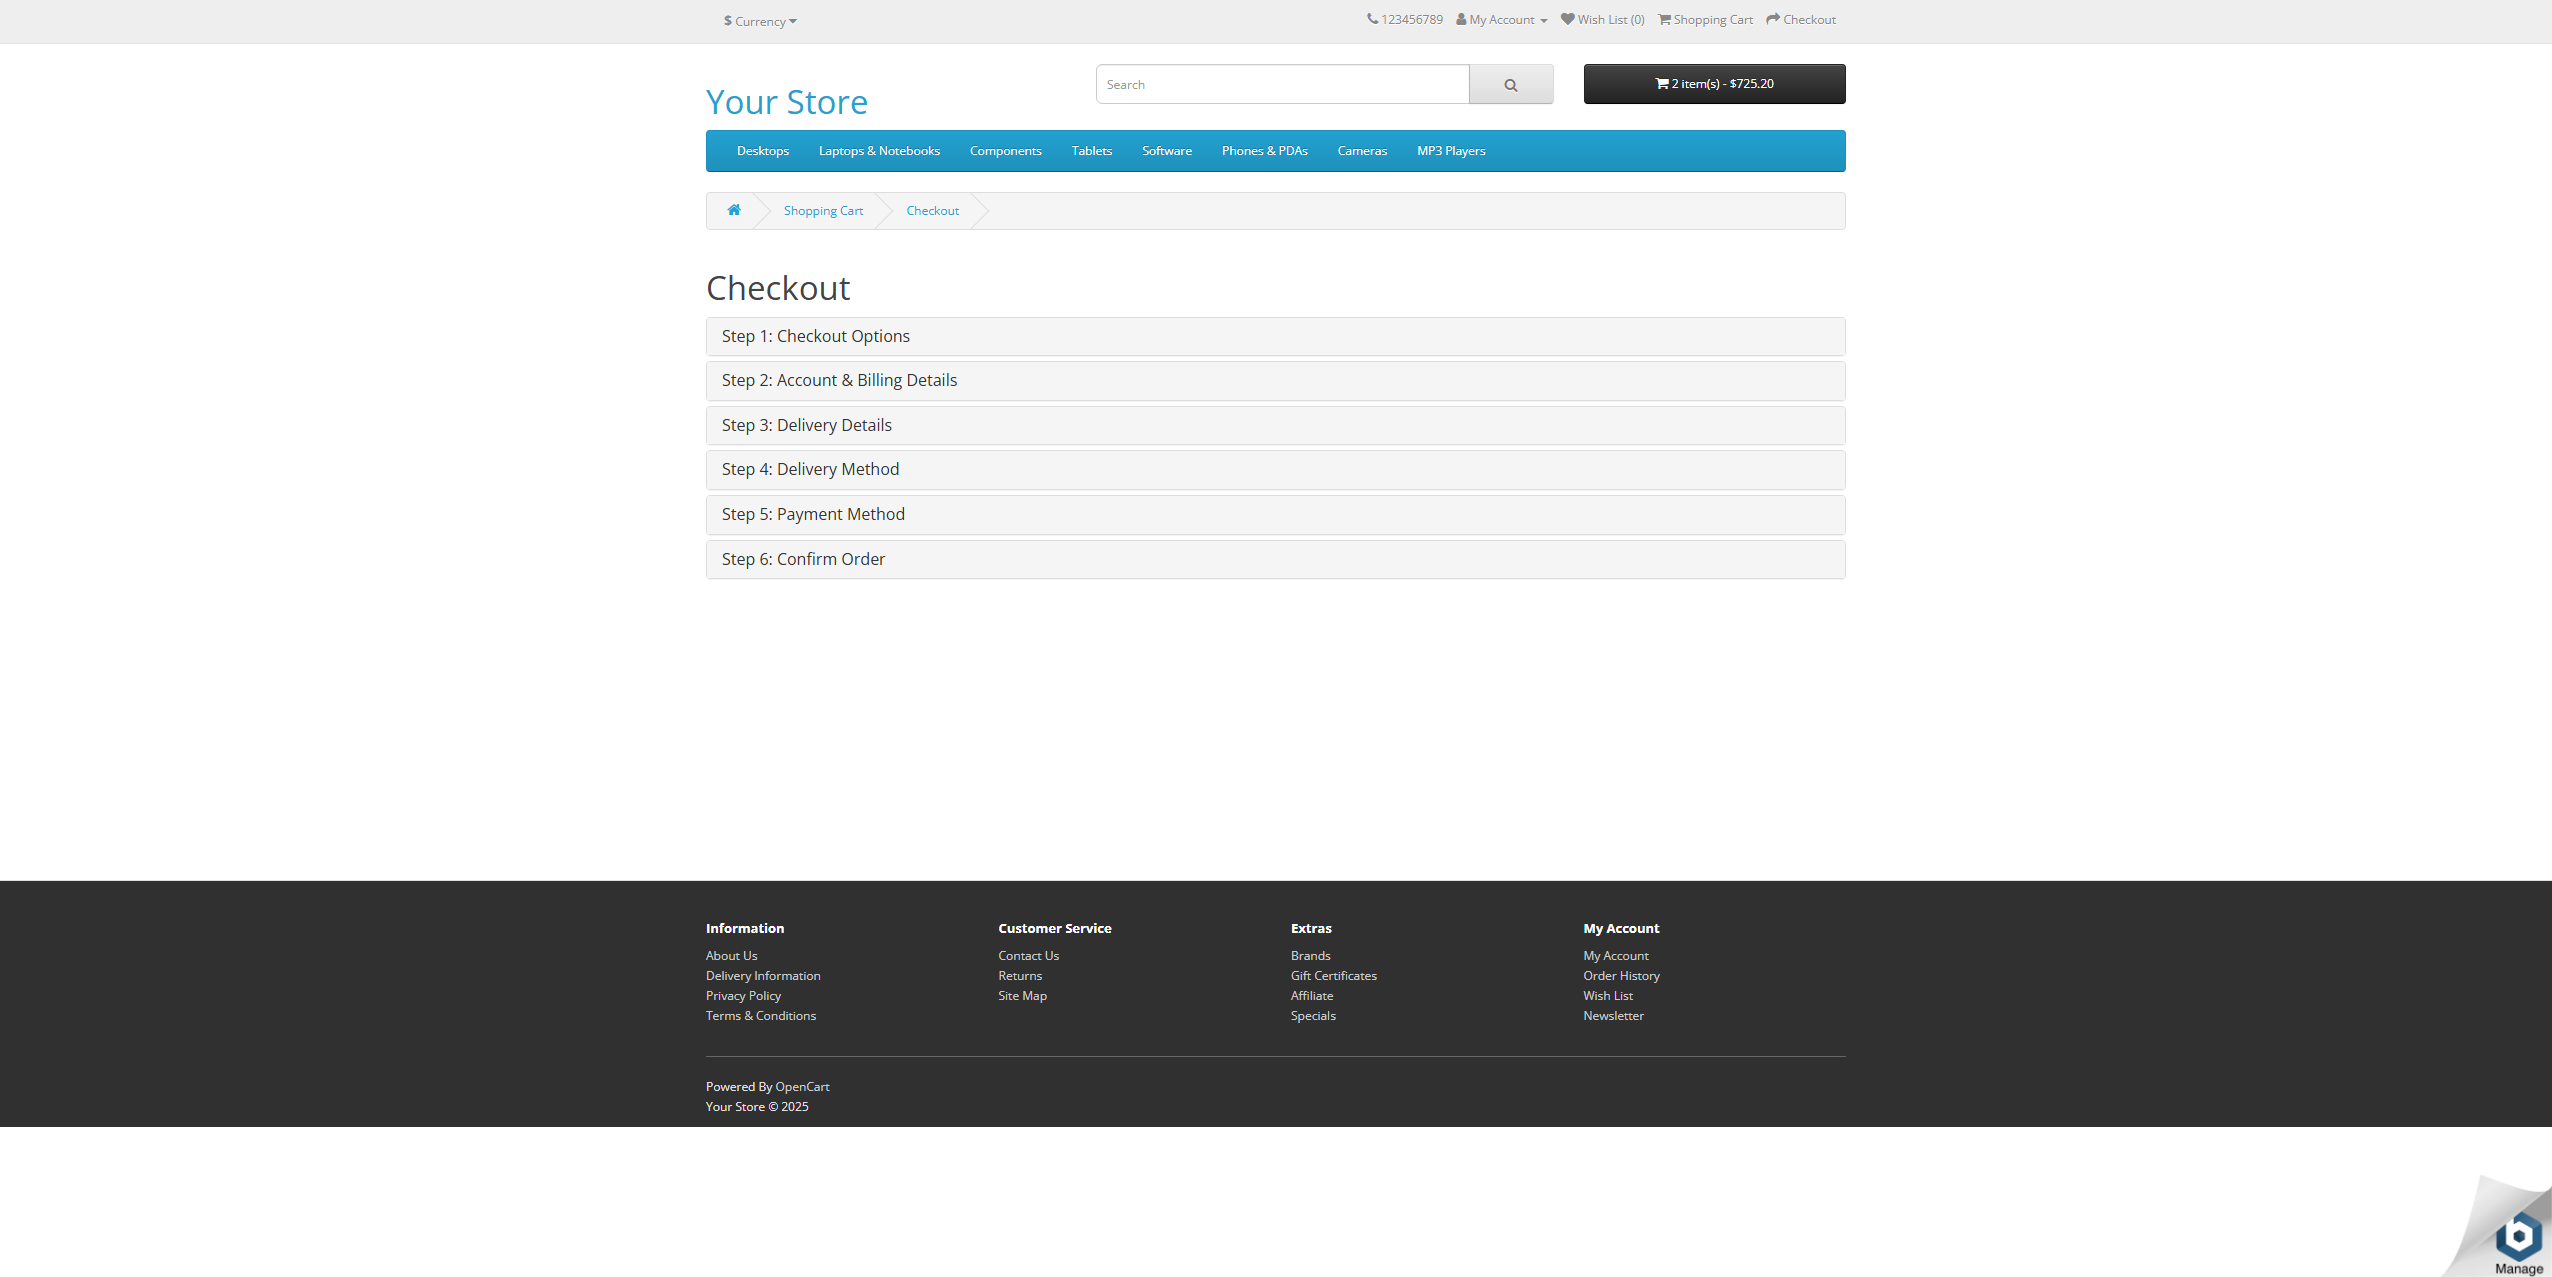 $ Currency
123456789 My Account Wish List (0) Shopping Cart Checkout
Your Store
Search
2 item(s) - $725.20
Desktops Laptops & Notebooks Components Tablets Software Phones & PDAs Cameras MP3 Players
Shopping Cart Checkout
Checkout
Step 1: Checkout Options
Step 2: Account & Billing Details
Step 3: Delivery Details
Step 4: Delivery Method
Step 5: Payment Method
Step 6: Confirm Order
Information
About Us
Delivery Information
Privacy Policy
Terms & Conditions
Customer Service
Contact Us
Returns
Site Map
Extras
Brands
Gift Certificates
Affiliate
Specials
My Account
My Account
Order History
Wish List
Newsletter
Powered By OpenCart
Your Store © 2025
Manage